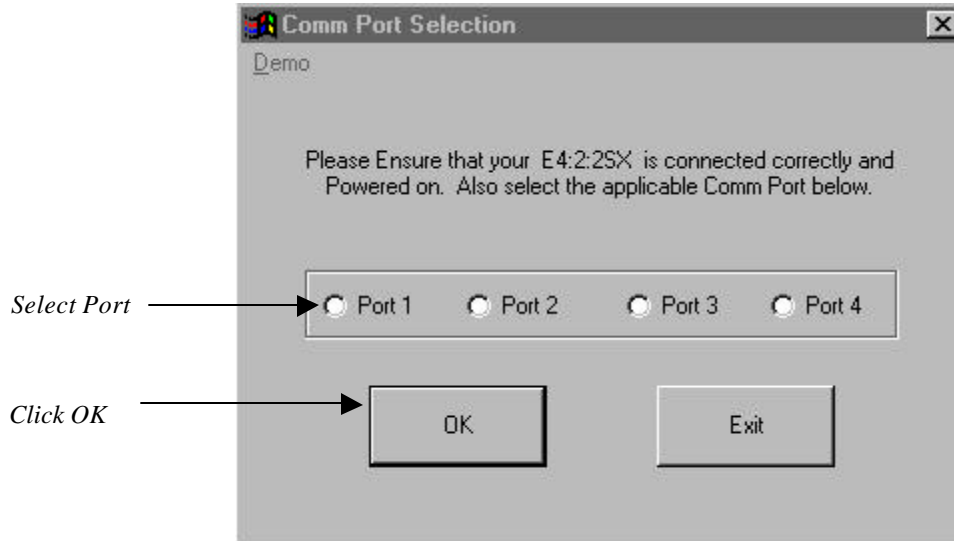 Comm Port Selection
Demo
Please Ensure that your E4:2:2SX is connected correctly and
Powered on. Also select the applicable Comm Port below.
Select Port
Port 1 Port 2 Port 3 Port 4
Click OK
OK Exit